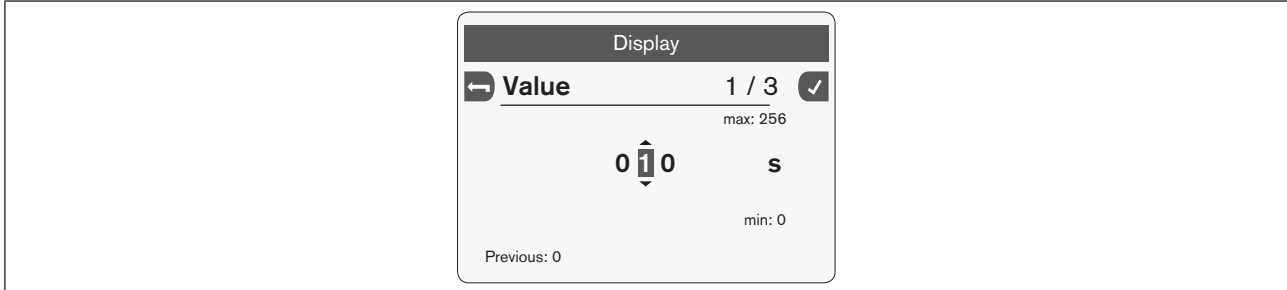 Display
Value 1 / 3
max: 256
0 1 0 s
min: 0
Previous: 0